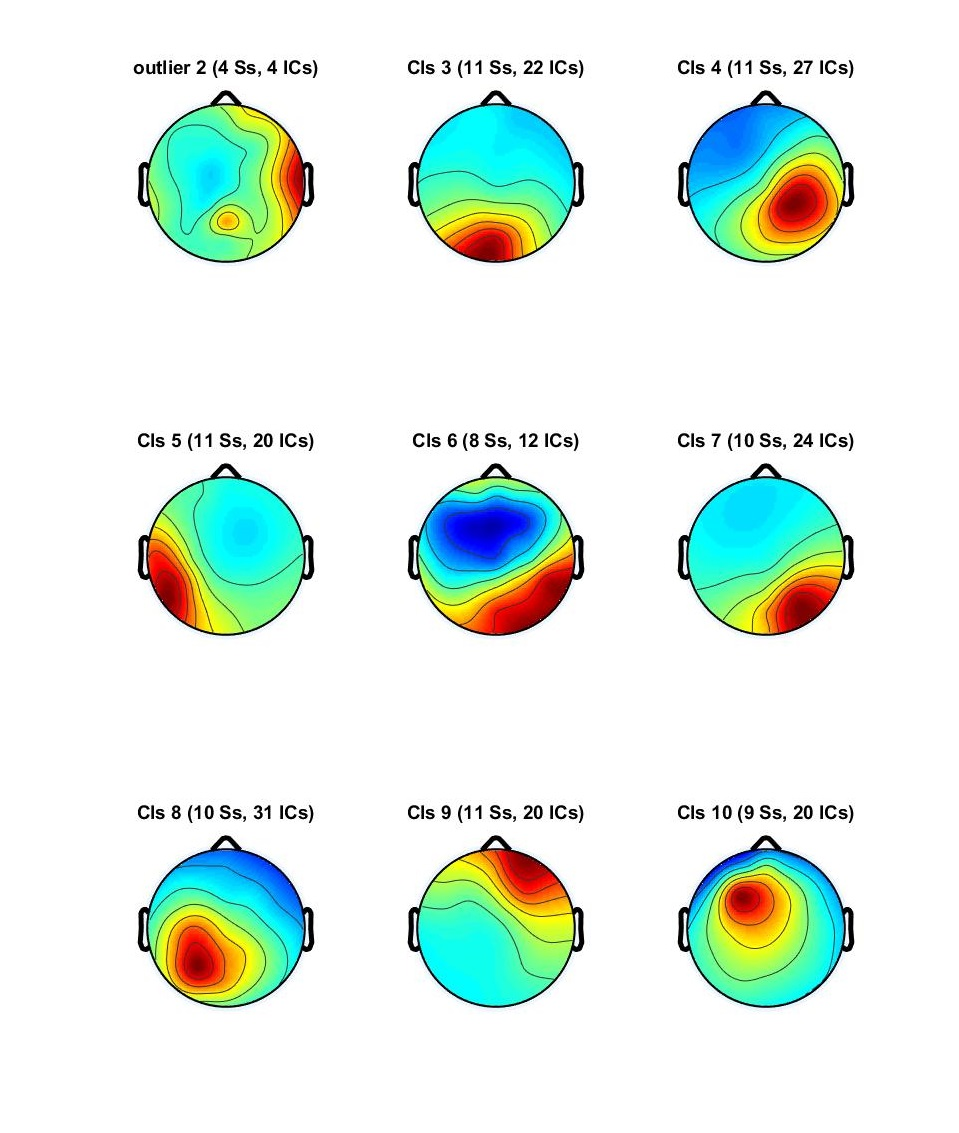 outlier 2 (4 Ss, 4 ICs)
Cls 3 (11 Ss, 22 ICs)
Cls 4 (11 Ss, 27 ICs)
Cls 5 (11 Ss, 20 ICs)
Cls 6 (8 Ss, 12 ICs)
Cls 7 (10 Ss, 24 ICs)
Cls 8 (10 Ss, 31 ICs)
Cls 9 (11 Ss, 20 ICs)
Cls 10 (9 Ss, 20 ICs)